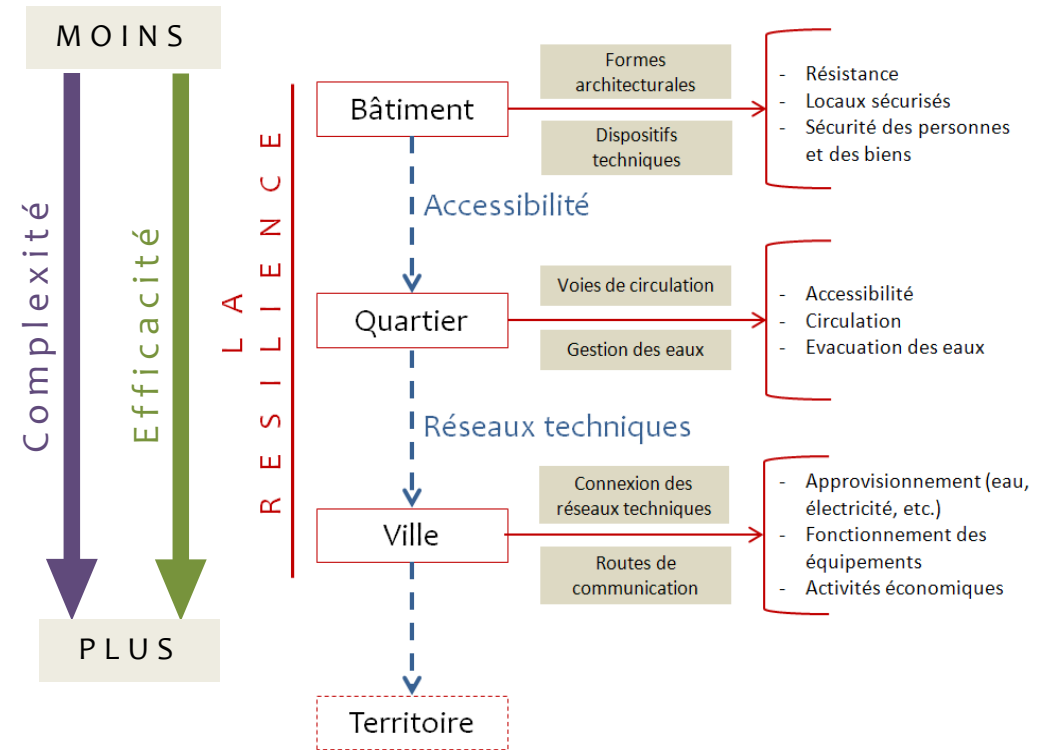 MOINS
PLUS
Complexité
Efficacité
LA
RESILIENCE
Bâtiment
Formes
architecturales
Dispositifs
techniques
- Résistance
- Locaux sécurisés
- Sécurité des personnes
et des biens
Accessibilité
Quartier
Voies de circulation
Gestion des eaux
- Accessibilité
- Circulation
- Evacuation des eaux
Réseaux techniques
Ville
Connexion des
réseaux techniques
Routes de
communication
- Approvisionnement (eau,
électricité, etc.)
- Fonctionnement des
équipements
- Activités économiques
Territoire